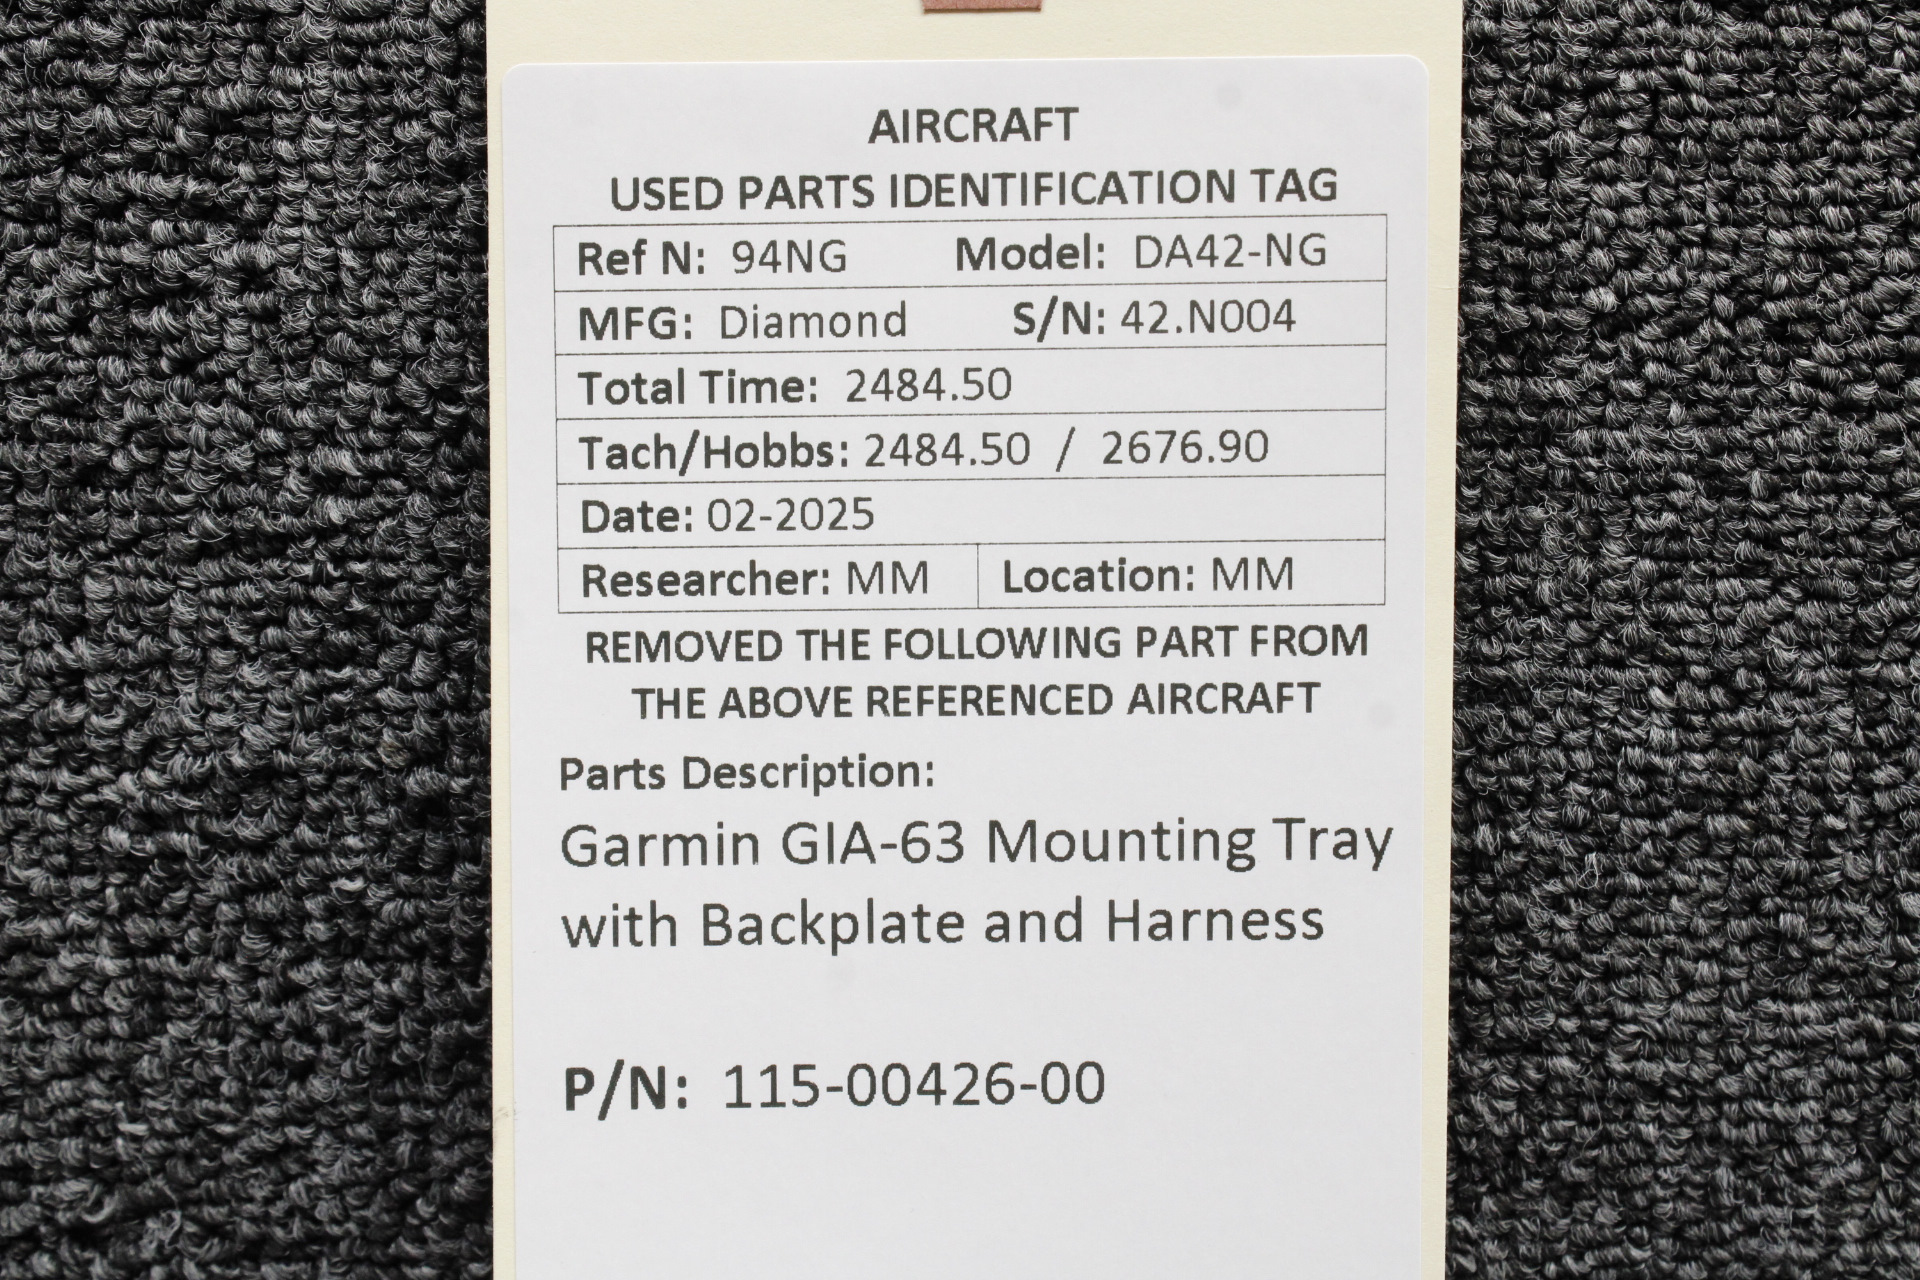 AIRCRAFT
USED PARTS IDENTIFICATION TAG
Ref N: 94NG Model: DA42-NG
MFG: Diamond S/N: 42.N004
Total Time: 2484.50
Tach/Hobbs: 2484.50 / 2676.90
Date: 02-2025
Researcher: MM Location: MM
REMOVED THE FOLLOWING PART FROM
THE ABOVE REFERENCED AIRCRAFT
Parts Description:
Garmin GIA-63 Mounting Tray
with Backplate and Harness
P/N: 115-00426-00